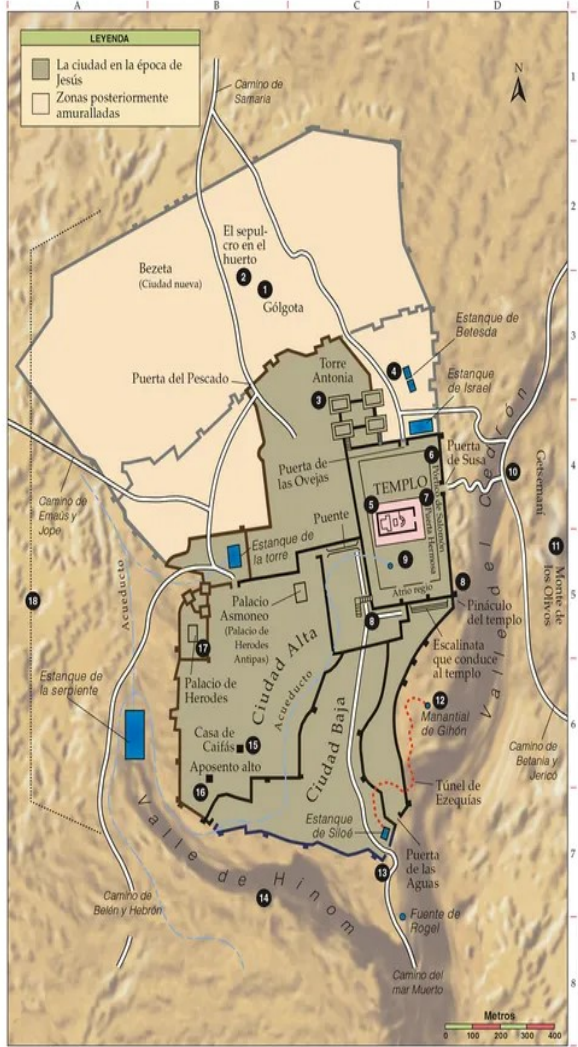 A B C D
1
2
3
4
5
6
7
8
LEYENDA
La ciudad en la época de
Jesús
Zonas posteriormente
amuralladas
N
Camino de
Samaria
El sepul-
cro en el
huerto
2
1
Gólgota
Bezeta
(Ciudad nueva)
Estanque de
Betesda
4
Torre
Antonia
3
Estanque
de Israel
Puerta del Pescado
6
Puerta
de Susa
Puerta de
las Ovejas
TEMPLO
7
5
Pórtico de Salomón
Puerta Hermosa
10
Getsemaní
11
Monte de
los Olivos
Valle del Cedrón
Camino de
Emaús y
Jope
Puente
Estanque de
la torre
9
Atrio regio
8
Pináculo
del templo
8
Acueducto
18
Palacio
Asmoneo
(Palacio de
Herodes
Antipas)
Escalinata
que conduce
al templo
17
Palacio de
Herodes
Ciudad Alta
Acueducto
Estanque de
la serpiente
12
Manantial
de Gihón
Casa de
Caifás
15
Aposento alto
16
Ciudad Baja
Camino de
Betania y
Jericó
Túnel de
Ezequías
Estanque
de Siloé
Puerta
de las
Aguas
13
Valle de Hinom
14
Camino de
Belén y Hebrón
Fuente de
Rogel
Camino del
mar Muerto
Metros
0 100 200 300 400